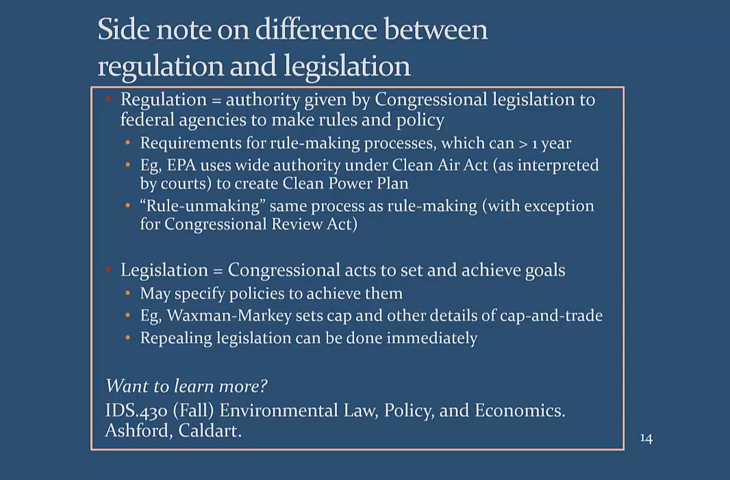 Side note on difference between
regulation and legislation
• Regulation = authority given by Congressional legislation to
federal agencies to make rules and policy
• Requirements for rule-making processes, which can > 1 year
• Eg, EPA uses wide authority under Clean Air Act (as interpreted
by courts) to create Clean Power Plan
• “Rule-unmaking” same process as rule-making (with exception
for Congressional Review Act)
• Legislation = Congressional acts to set and achieve goals
• May specify policies to achieve them
• Eg, Waxman-Markey sets cap and other details of cap-and-trade
• Repealing legislation can be done immediately
Want to learn more?
IDS.430 (Fall) Environmental Law, Policy, and Economics.
Ashford, Caldart.
14